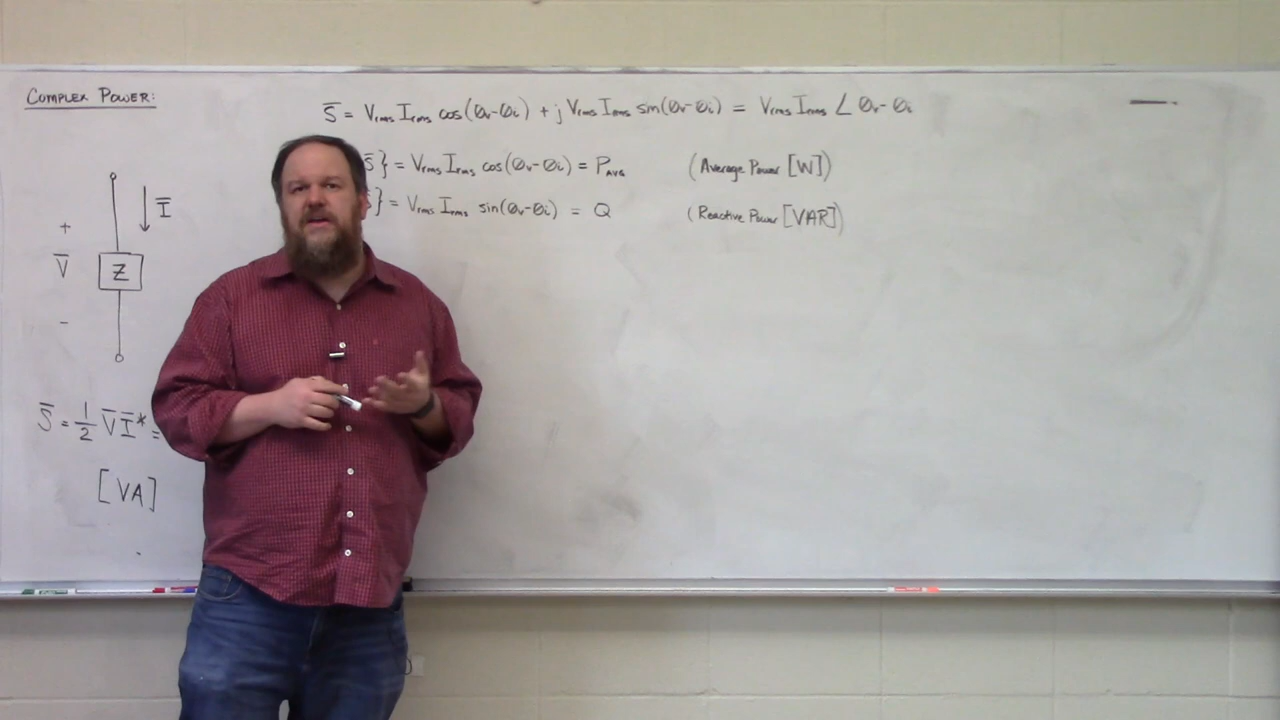 COMPLEX POWER:
S̅ = Vrms Irms cos(θv-θi) + j Vrms Irms sin(θv-θi) = Vrms Irms ∠ θv-θi
S̅ } = Vrms Irms cos(θv-θi) = PAVG (Average Power [W])
} = Vrms Irms sin(θv-θi) = Q (Reactive Power [VAR])
I̅
+
V̅
Z
-
S̅ = 1/2 V̅ I̅* =
[VA]